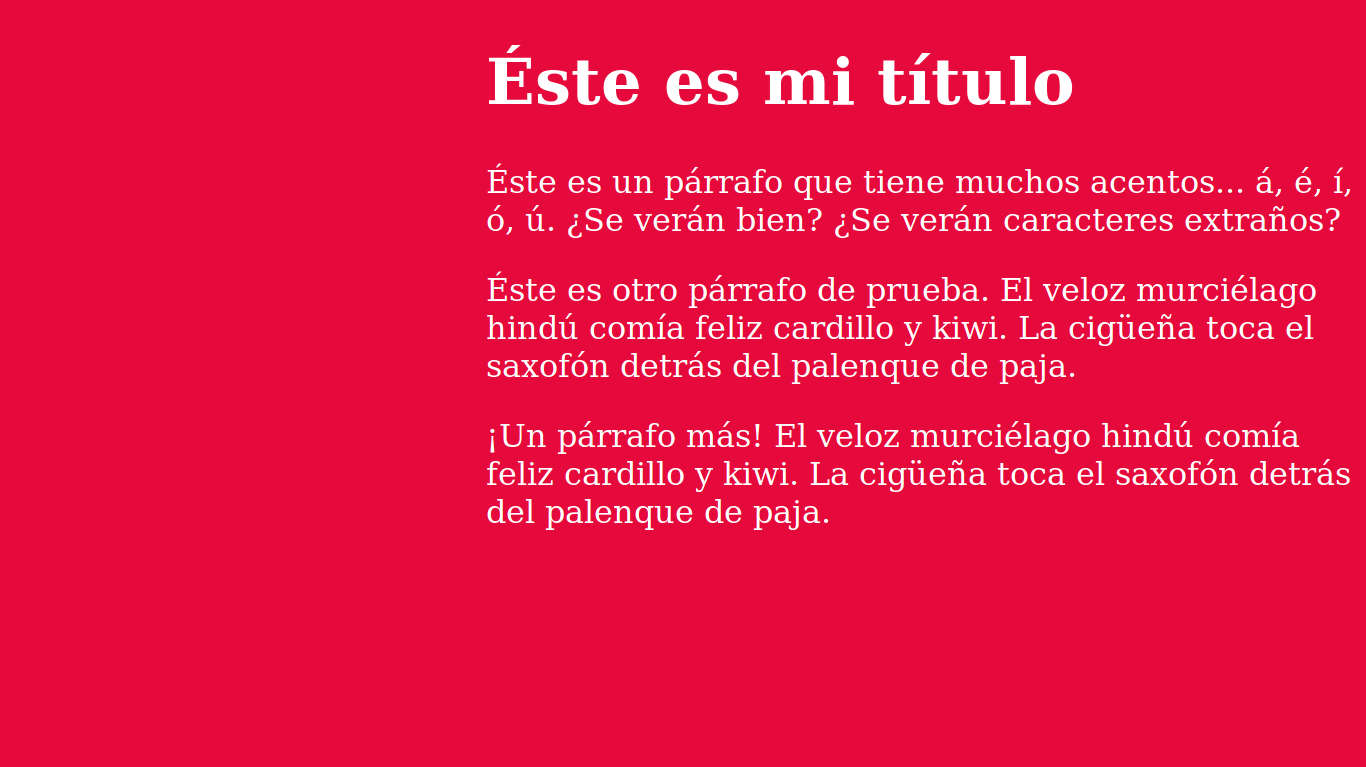 Éste es mi título
Éste es un párrafo que tiene muchos acentos... á, é, í,
ó, ú. ¿Se verán bien? ¿Se verán caracteres extraños?
Éste es otro párrafo de prueba. El veloz murciélago
hindú comía feliz cardillo y kiwi. La cigüeña toca el
saxofón detrás del palenque de paja.
¡Un párrafo más! El veloz murciélago hindú comía
feliz cardillo y kiwi. La cigüeña toca el saxofón detrás
del palenque de paja.